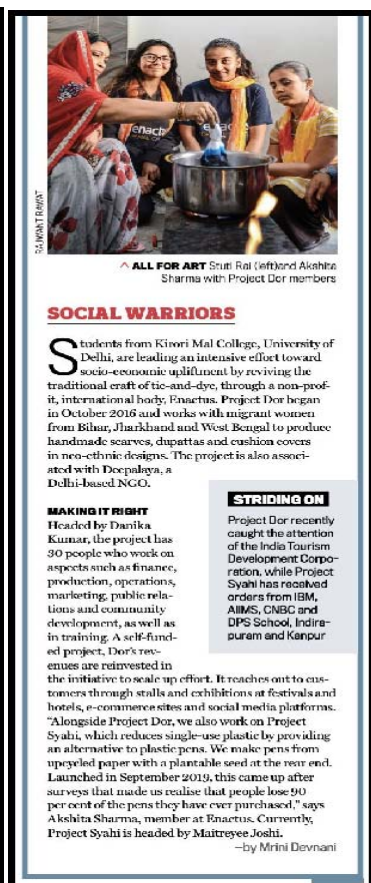 enactus
RAJWANT RAWAT
^ ALL FOR ART Stuti Rai (left)and Akshita
Sharma with Project Dor members
SOCIAL WARRIORS
Students from Kirori Mal College, University of
Delhi, are leading an intensive effort toward
socio-economic upliftment by reviving the
traditional craft of tie-and-dye, through a non-prof-
it, international body, Enactus. Project Dor began
in October 2016 and works with migrant women
from Bihar, Jharkhand and West Bengal to produce
handmade scarves, dupattas and cushion covers
in neo-ethnic designs. The project is also associ-
ated with Deepalaya, a
Delhi-based NGO.
MAKING IT RIGHT
Headed by Danika
Kumar, the project has
30 people who work on
aspects such as finance,
production, operations,
marketing, public rela-
tions and community
development, as well as
in training. A self-fund-
ed project, Dor's rev-
enues are reinvested in
the initiative to scale up effort. It reaches out to cus-
tomers through stalls and exhibitions at festivals and
hotels, e-commerce sites and social media platforms.
"Alongside Project Dor, we also work on Project
Syahi, which reduces single-use plastic by providing
an alternative to plastic pens. We make pens from
upcycled paper with a plantable seed at the rear end.
Launched in September 2019, this came up after
surveys that made us realise that people lose 90
per cent of the pens they have ever purchased," says
Akshita Sharma, member at Enactus. Currently,
Project Syahi is headed by Maitreyee Joshi.
—by Mrini Devnani
STRIDING ON
Project Dor recently
caught the attention
of the India Tourism
Development Corpo-
ration, while Project
Syahi has received
orders from IBM,
AIIMS, CNBC and
DPS School, Indira-
puram and Kanpur